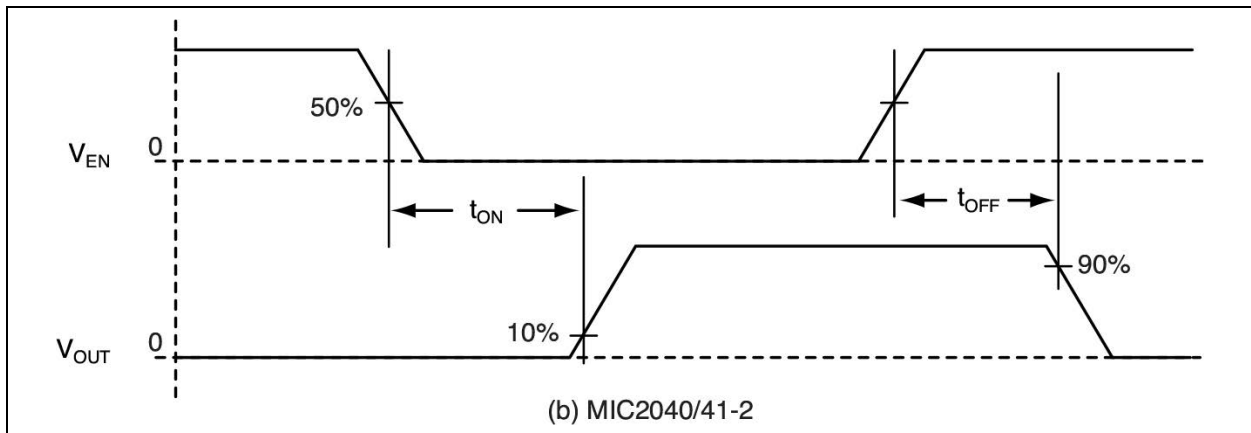 50%
V_EN 0
t_ON
t_OFF
90%
10%
V_OUT 0
(b) MIC2040/41-2